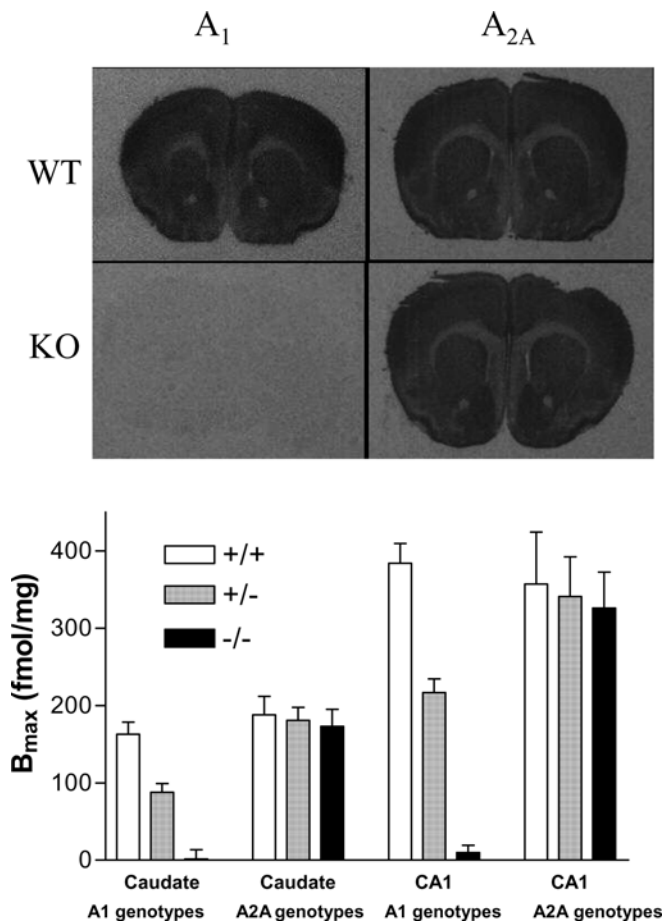 A1 A2A
WT
KO
Bmax (fmol/mg)
400
300
200
100
0
+/+
+/-
-/-
Caudate Caudate CA1 CA1
A1 genotypes A2A genotypes A1 genotypes A2A genotypes